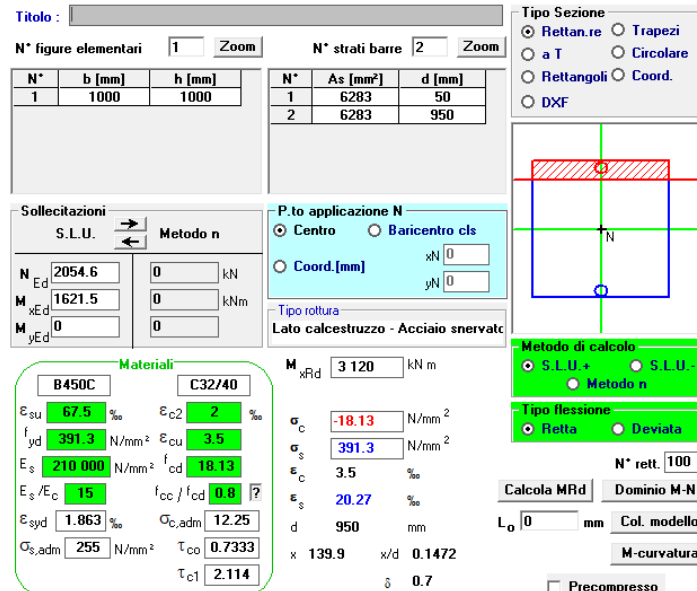 Titolo :
N° figure elementari 1 Zoom N° strati barre 2 Zoom
N° b [mm] h [mm]
1 1000 1000
N° As [mm²] d [mm]
1 6283 50
2 6283 950
Tipo Sezione
Rettan.re Trapezi
a T Circolare
Rettangoli Coord.
DXF
N
Sollecitazioni
S.L.U. Metodo n
N Ed 2054.6 0 kN
M xEd 1621.5 0 kNm
M yEd 0 0
P.to applicazione N
Centro Baricentro cls
Coord.[mm] xN 0
yN 0
Tipo rottura
Lato calcestruzzo - Acciaio snervato
Metodo di calcolo
S.L.U.+ S.L.U.-
Metodo n
Tipo flessione
Retta Deviata
Materiali
B450C C32/40
εsu 67.5 ‰ εc2 2 ‰
fyd 391.3 N/mm² εcu 3.5
Es 210 000 N/mm² fcd 18.13
Es /Ec 15 fcc / fcd 0.8 ?
εsyd 1.863 ‰ σc,adm 12.25
σs,adm 255 N/mm² τco 0.7333
τc1 2.114
M xRd 3 120 kN m
σc -18.13 N/mm²
σs 391.3 N/mm²
εc 3.5 ‰
εs 20.27 ‰
d 950 mm
x 139.9 x/d 0.1472
δ 0.7
N° rett. 100
Calcola MRd Dominio M-N
Lo 0 mm Col. modello
M-curvatura
Precompresso